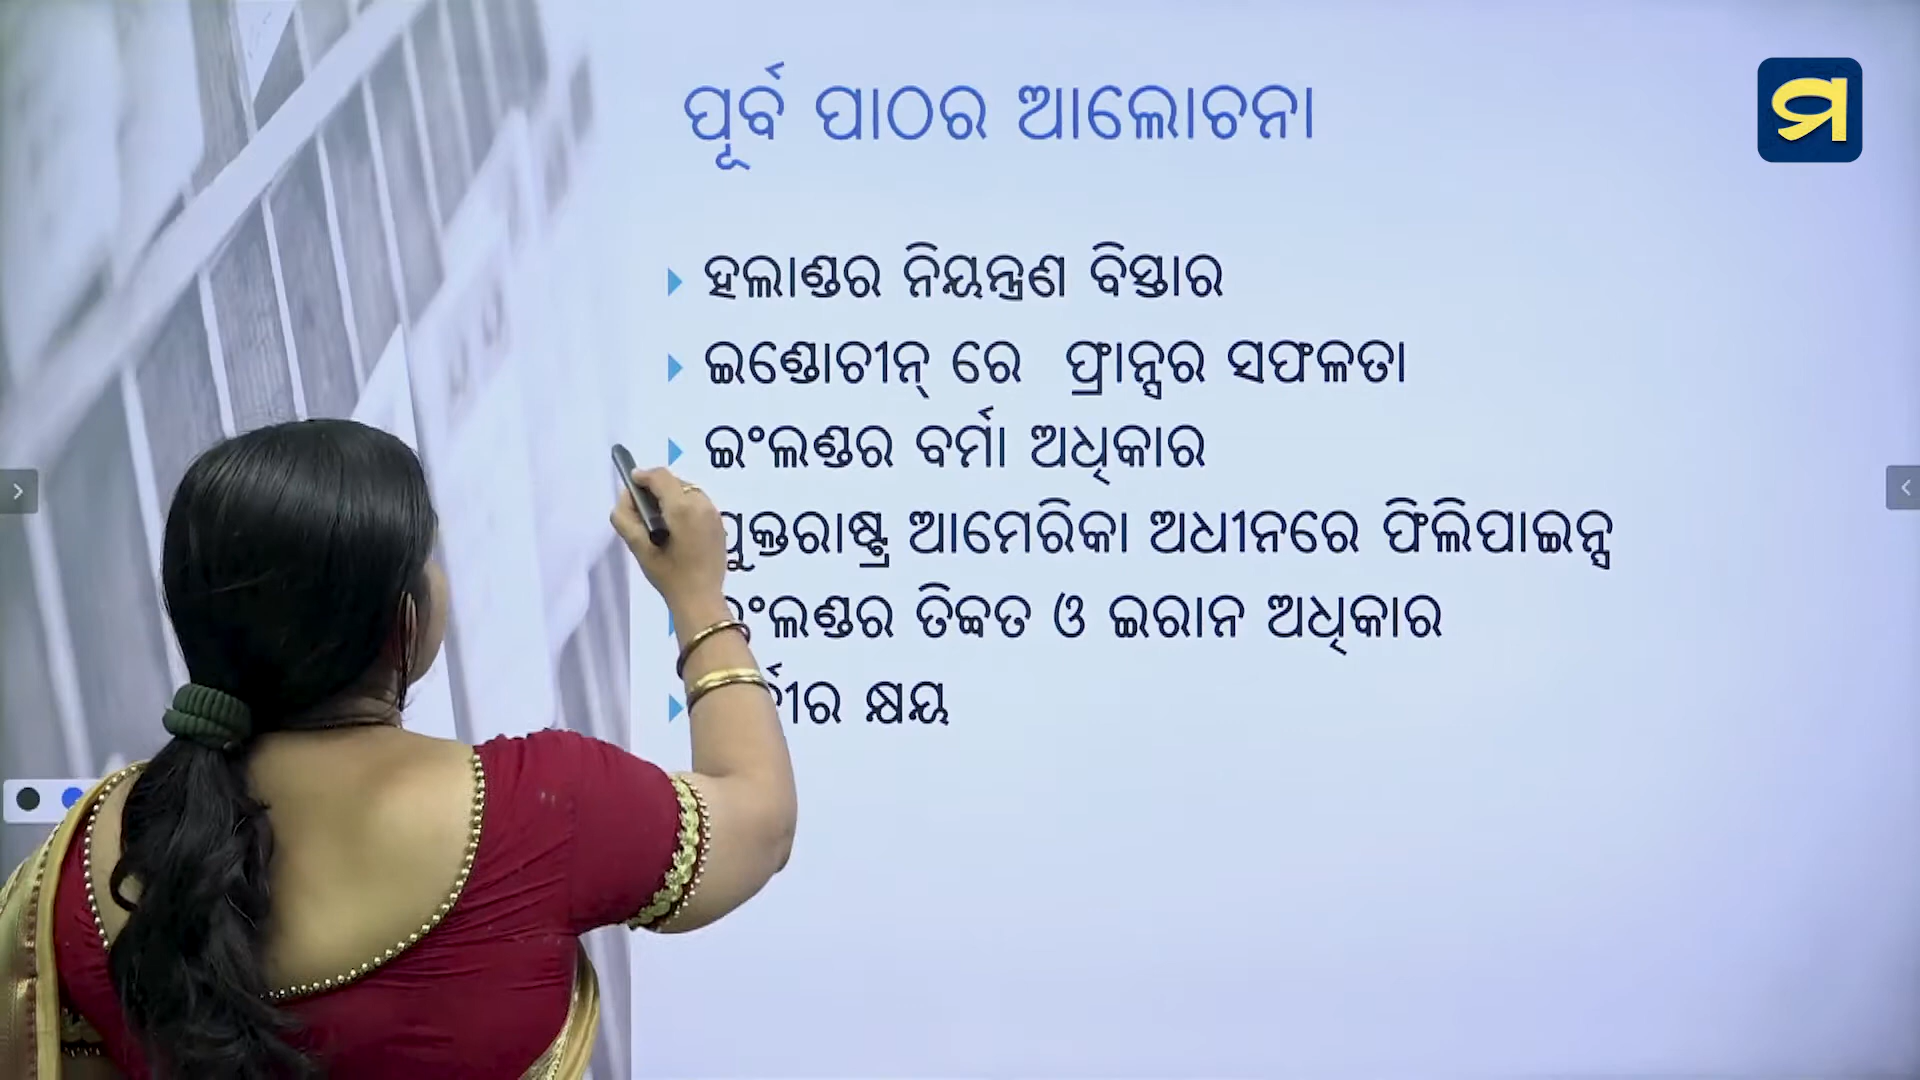 ପୂର୍ବ ପାଠର ଆଲୋଚନା
ମ
ହଲାଣ୍ଡର ନିୟନ୍ତ୍ରଣ ବିସ୍ତାର
ଇଣ୍ଡୋଚୀନ୍ ରେ ଫ୍ରାନ୍ସର ସଫଳତା
ଇଂଲଣ୍ଡର ବର୍ମା ଅଧିକାର
ଯୁକ୍ତରାଷ୍ଟ୍ର ଆମେରିକା ଅଧୀନରେ ଫିଲିପାଇନ୍ସ
ଇଂଲଣ୍ଡର ତିବ୍ବତ ଓ ଇରାନ ଅଧିକାର
କ୍ଷୟ